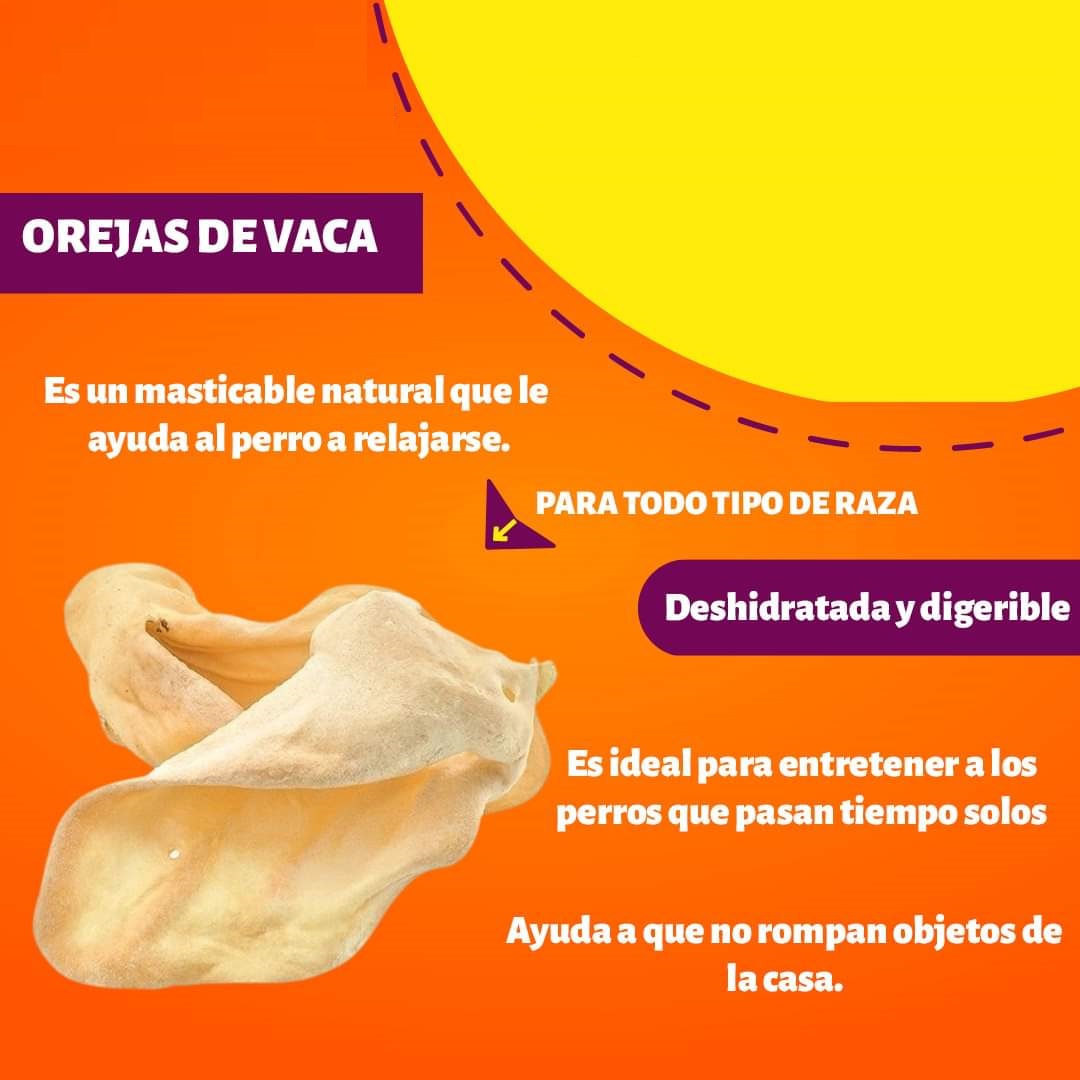 OREJAS DE VACA
Es un masticable natural que le
ayuda al perro a relajarse.
PARA TODO TIPO DE RAZA
Deshidratada y digerible
Es ideal para entretener a los
perros que pasan tiempo solos
Ayuda a que no rompan objetos de
la casa.